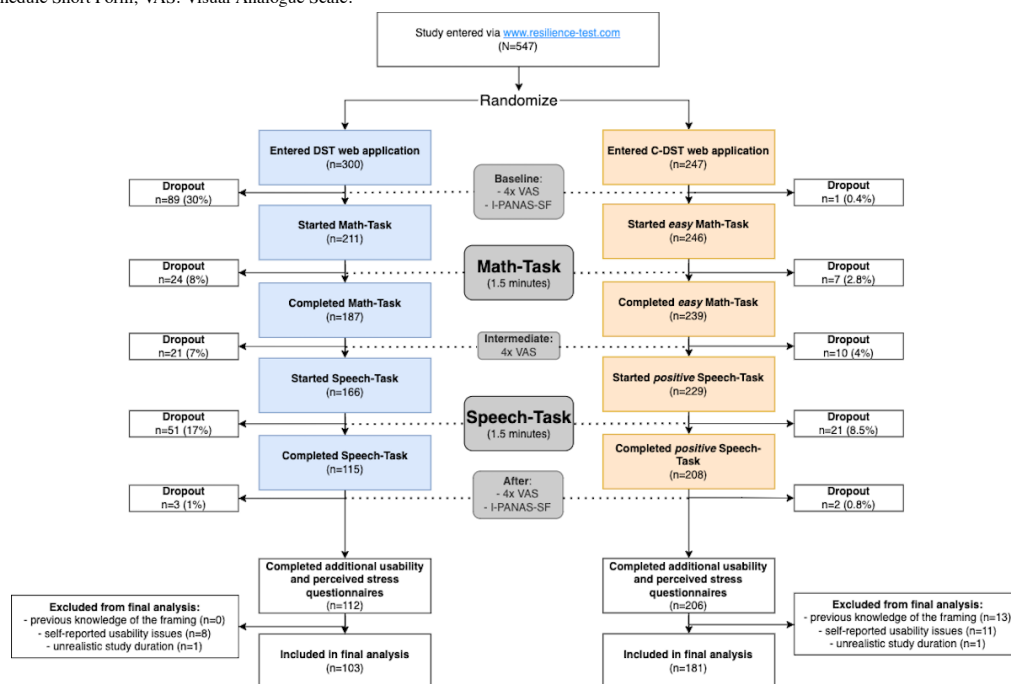 Schedule Short Form; VAS: Visual Analogue Scale.
Study entered via www.resilience-test.com
(N=547)
Randomize
Entered DST web application
(n=300)
Entered C-DST web application
(n=247)
Baseline:
- 4x VAS
- I-PANAS-SF
Dropout
n=89 (30%)
Dropout
n=1 (0.4%)
Started Math-Task
(n=211)
Started easy Math-Task
(n=246)
Math-Task
(1.5 minutes)
Dropout
n=24 (8%)
Dropout
n=7 (2.8%)
Completed Math-Task
(n=187)
Completed easy Math-Task
(n=239)
Intermediate:
4x VAS
Dropout
n=21 (7%)
Dropout
n=10 (4%)
Started Speech-Task
(n=166)
Started positive Speech-Task
(n=229)
Speech-Task
(1.5 minutes)
Dropout
n=51 (17%)
Dropout
n=21 (8.5%)
Completed Speech-Task
(n=115)
Completed positive Speech-
Task
(n=208)
After:
- 4x VAS
- I-PANAS-SF
Dropout
n=3 (1%)
Dropout
n=2 (0.8%)
Completed additional usability
and perceived stress
questionnaires
(n=112)
Completed additional usability
and perceived stress
questionnaires
(n=206)
Excluded from final analysis:
- previous knowledge of the framing (n=0)
- self-reported usability issues (n=8)
- unrealistic study duration (n=1)
Excluded from final analysis:
- previous knowledge of the framing (n=13)
- self-reported usability issues (n=11)
- unrealistic study duration (n=1)
Included in final analysis
(n=103)
Included in final analysis
(n=181)